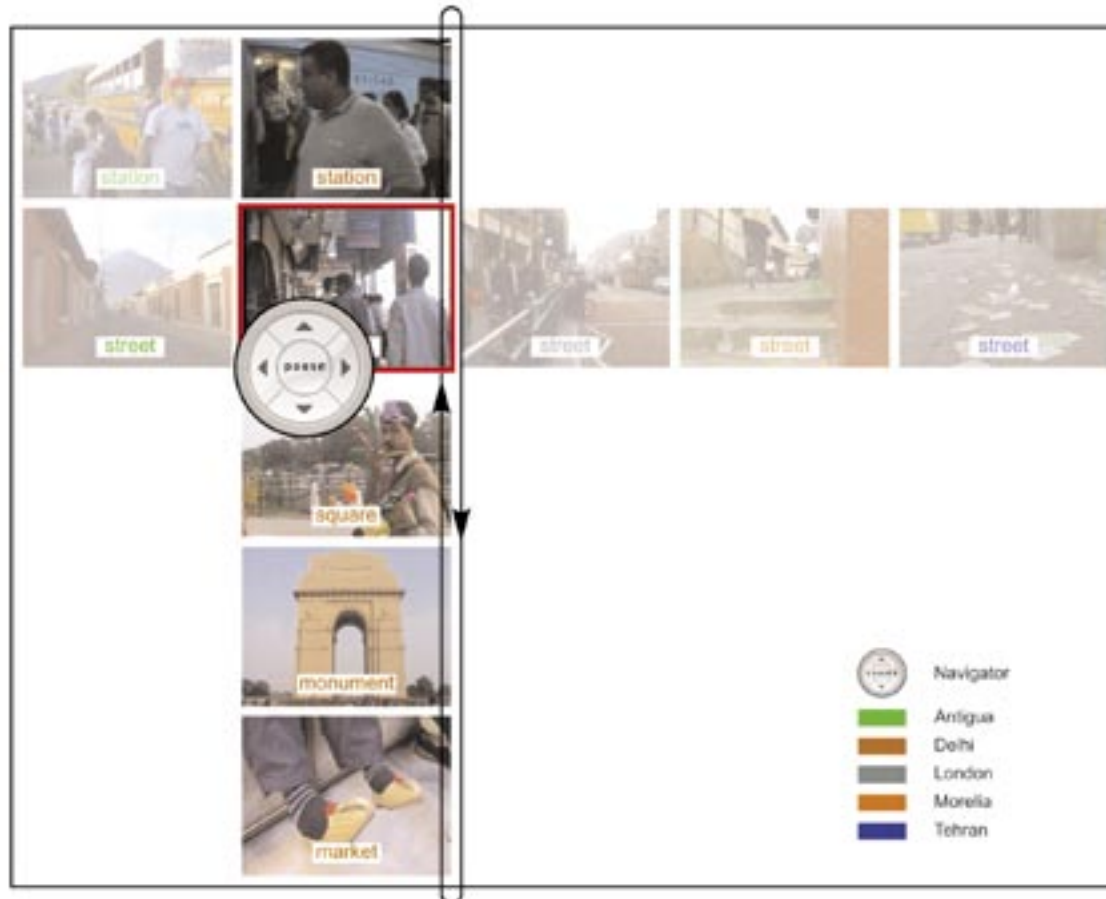 station
station
street
street
street
street
pause
square
monument
market
Navigator
Antigua
Delhi
London
Morelia
Tehran